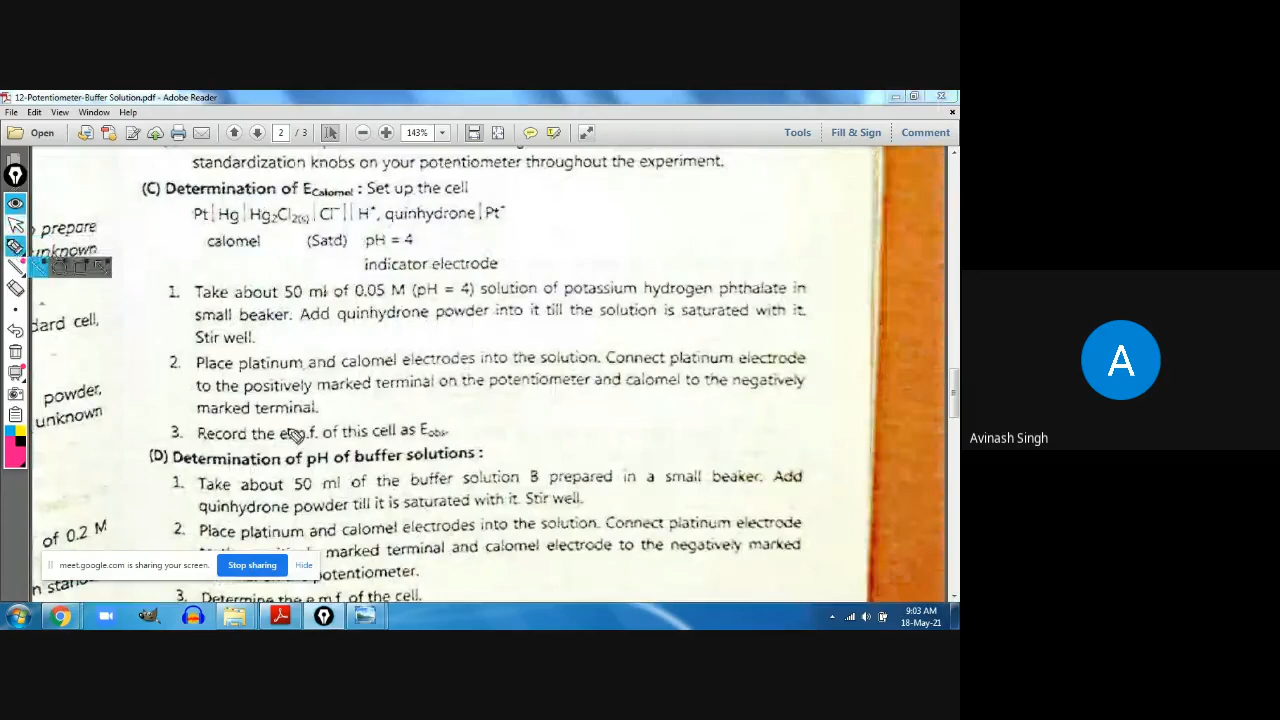 12-Potentiometer-Buffer Solution.pdf - Adobe Reader
File Edit View Window Help
Open 2 / 3 143% Tools Fill & Sign Comment
standardization knobs on your potentiometer throughout the experiment.
(C) Determination of ECalomel : Set up the cell
Pt | Hg | Hg2Cl2(s) | Cl⁻ || H⁺, quinhydrone | Pt⁺
calomel (Satd) pH = 4
indicator electrode
1. Take about 50 ml of 0.05 M (pH = 4) solution of potassium hydrogen phthalate in
small beaker. Add quinhydrone powder into it till the solution is saturated with it.
Stir well.
2. Place platinum and calomel electrodes into the solution. Connect platinum electrode
to the positively marked terminal on the potentiometer and calomel to the negatively
marked terminal.
3. Record the e.m.f. of this cell as Eobs.
(D) Determination of pH of buffer solutions :
1. Take about 50 ml of the buffer solution B prepared in a small beaker. Add
quinhydrone powder till it is saturated with it. Stir well.
2. Place platinum and calomel electrodes into the solution. Connect platinum electrode
marked terminal and calomel electrode to the negatively marked
potentiometer.
3. Determine the e.m.f. of the cell.
prepare
unknown
dard cell,
powder,
unknown
of 0.2 M
meet.google.com is sharing your screen. Stop sharing Hide
9:03 AM
18-May-21
A
Avinash Singh